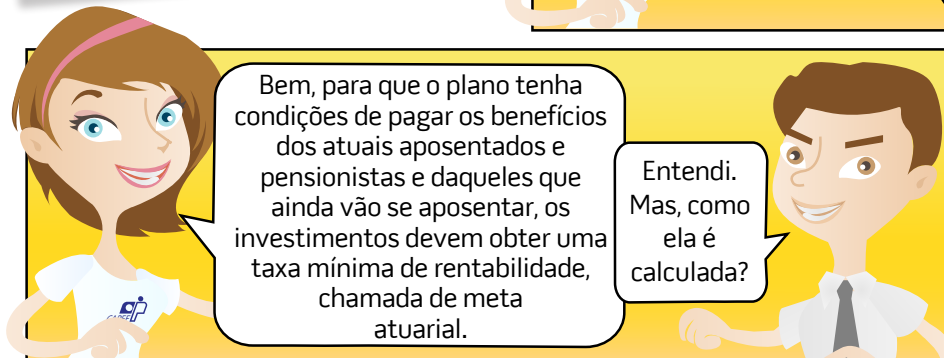 Bem, para que o plano tenha
condições de pagar os benefícios
dos atuais aposentados e
pensionistas e daqueles que
ainda vão se aposentar, os
investimentos devem obter uma
taxa mínima de rentabilidade,
chamada de meta
atuarial.
Entendi.
Mas, como
ela é
calculada?